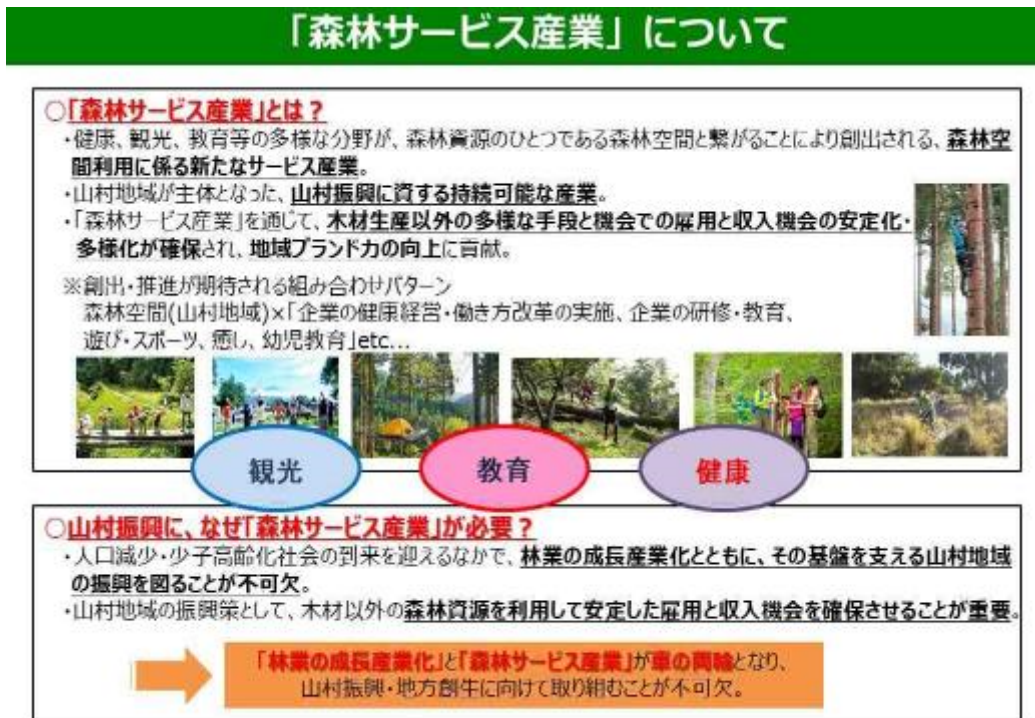 「森林サービス産業」について
○「森林サービス産業」とは？
・健康、観光、教育等の多様な分野が、森林資源のひとつである森林空間と繋がることにより創出される、森林空
間利用に係る新たなサービス産業。
・山村地域が主体となった、山村振興に資する持続可能な産業。
・「森林サービス産業」を通じて、木材生産以外の多様な手段と機会での雇用と収入機会の安定化・
多様化が確保され、地域ブランド力の向上に貢献。
※創出・推進が期待される組み合わせパターン
森林空間(山村地域)×「企業の健康経営・働き方改革の実施、企業の研修・教育、
遊び・スポーツ、癒し、幼児教育」etc...
観光
教育
健康
○山村振興に、なぜ「森林サービス産業」が必要？
・人口減少・少子高齢化社会の到来を迎えるなかで、林業の成長産業化とともに、その基盤を支える山村地域
の振興を図ることが不可欠。
・山村地域の振興策として、木材以外の森林資源を利用して安定した雇用と収入機会を確保させることが重要。
「林業の成長産業化」と「森林サービス産業」が車の両輪となり、
山村振興・地方創生に向けて取り組むことが不可欠。